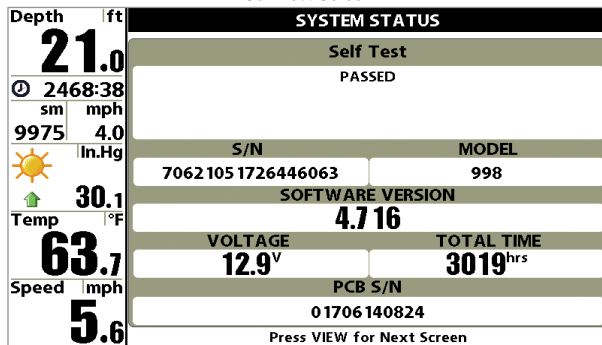 Depth ft
21.0
2468:38
sm mph
9975 4.0
In.Hg
30.1
Temp °F
63.7
Speed mph
5.6
SYSTEM STATUS
Self Test
PASSED
S/N MODEL
7062105 1726446063 998
SOFTWARE VERSION
4.716
VOLTAGE TOTAL TIME
12.9V 3019hrs
PCB S/N
01706140824
Press VIEW for Next Screen